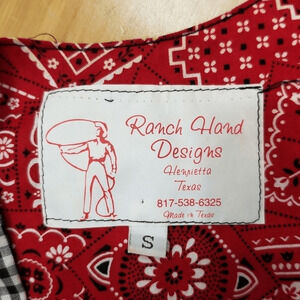 Ranch Hand
Designs
Henrietta
Texas
817-538-6325
Made in Texas
S